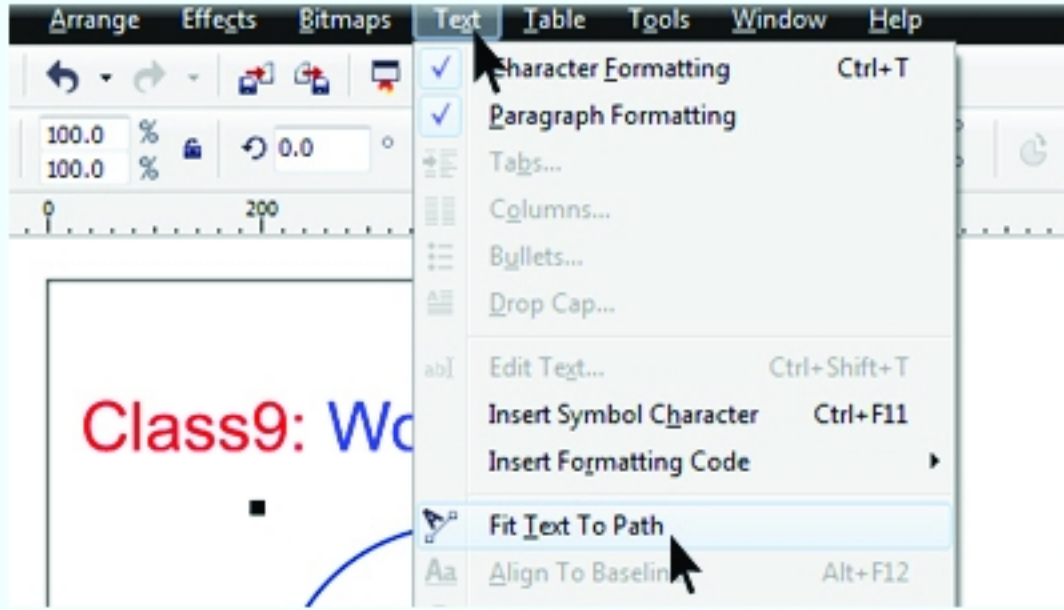 Arrange Effects Bitmaps Text Table Tools Window Help
Character Formatting Ctrl+T
100.0 %
100.0 %
0.0 °
Paragraph Formatting
Tabs...
0 200
Columns...
Bullets...
Drop Cap...
ab Edit Text... Ctrl+Shift+T
Class9:
Insert Symbol Character Ctrl+F11
Insert Formatting Code
Fit Text To Path
Aa Align To Baseline Alt+F12